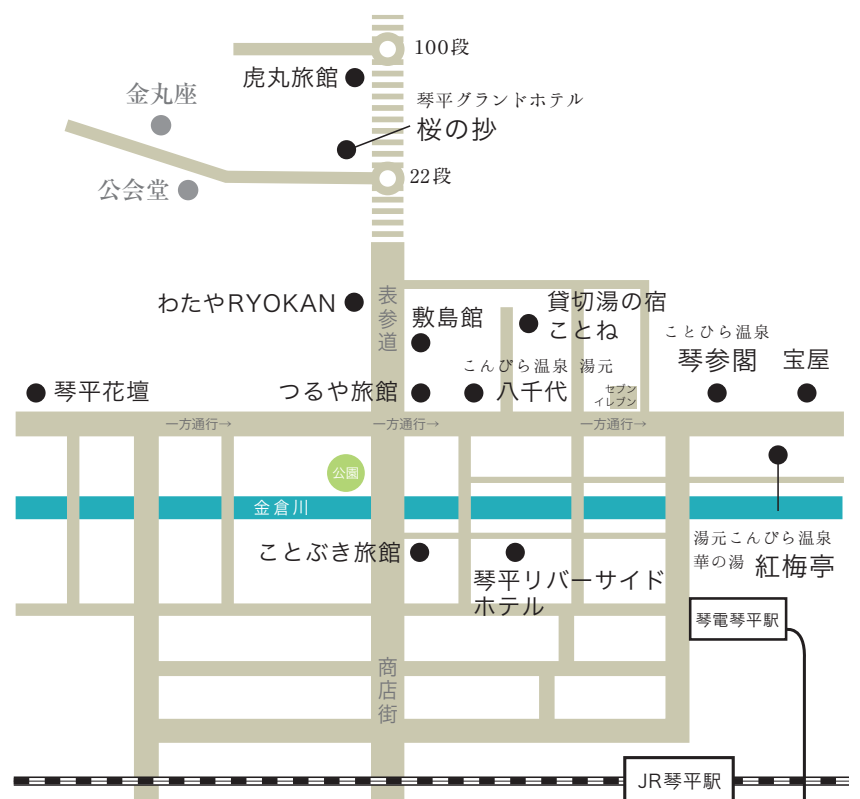 100段
虎丸旅館
金丸座
琴平グランドホテル
桜の抄
22段
公会堂
わたやRYOKAN
表参道
敷島館
貸切湯の宿
ことね
ことひら温泉
琴参閣
宝屋
こんぴら温泉 湯元
八千代
つるや旅館
琴平花壇
セブン
イレブン
一方通行→
一方通行→
一方通行→
公園
金倉川
ことぶき旅館
琴平リバーサイド
ホテル
湯元こんぴら温泉
華の湯 紅梅亭
琴電琴平駅
商店街
JR琴平駅